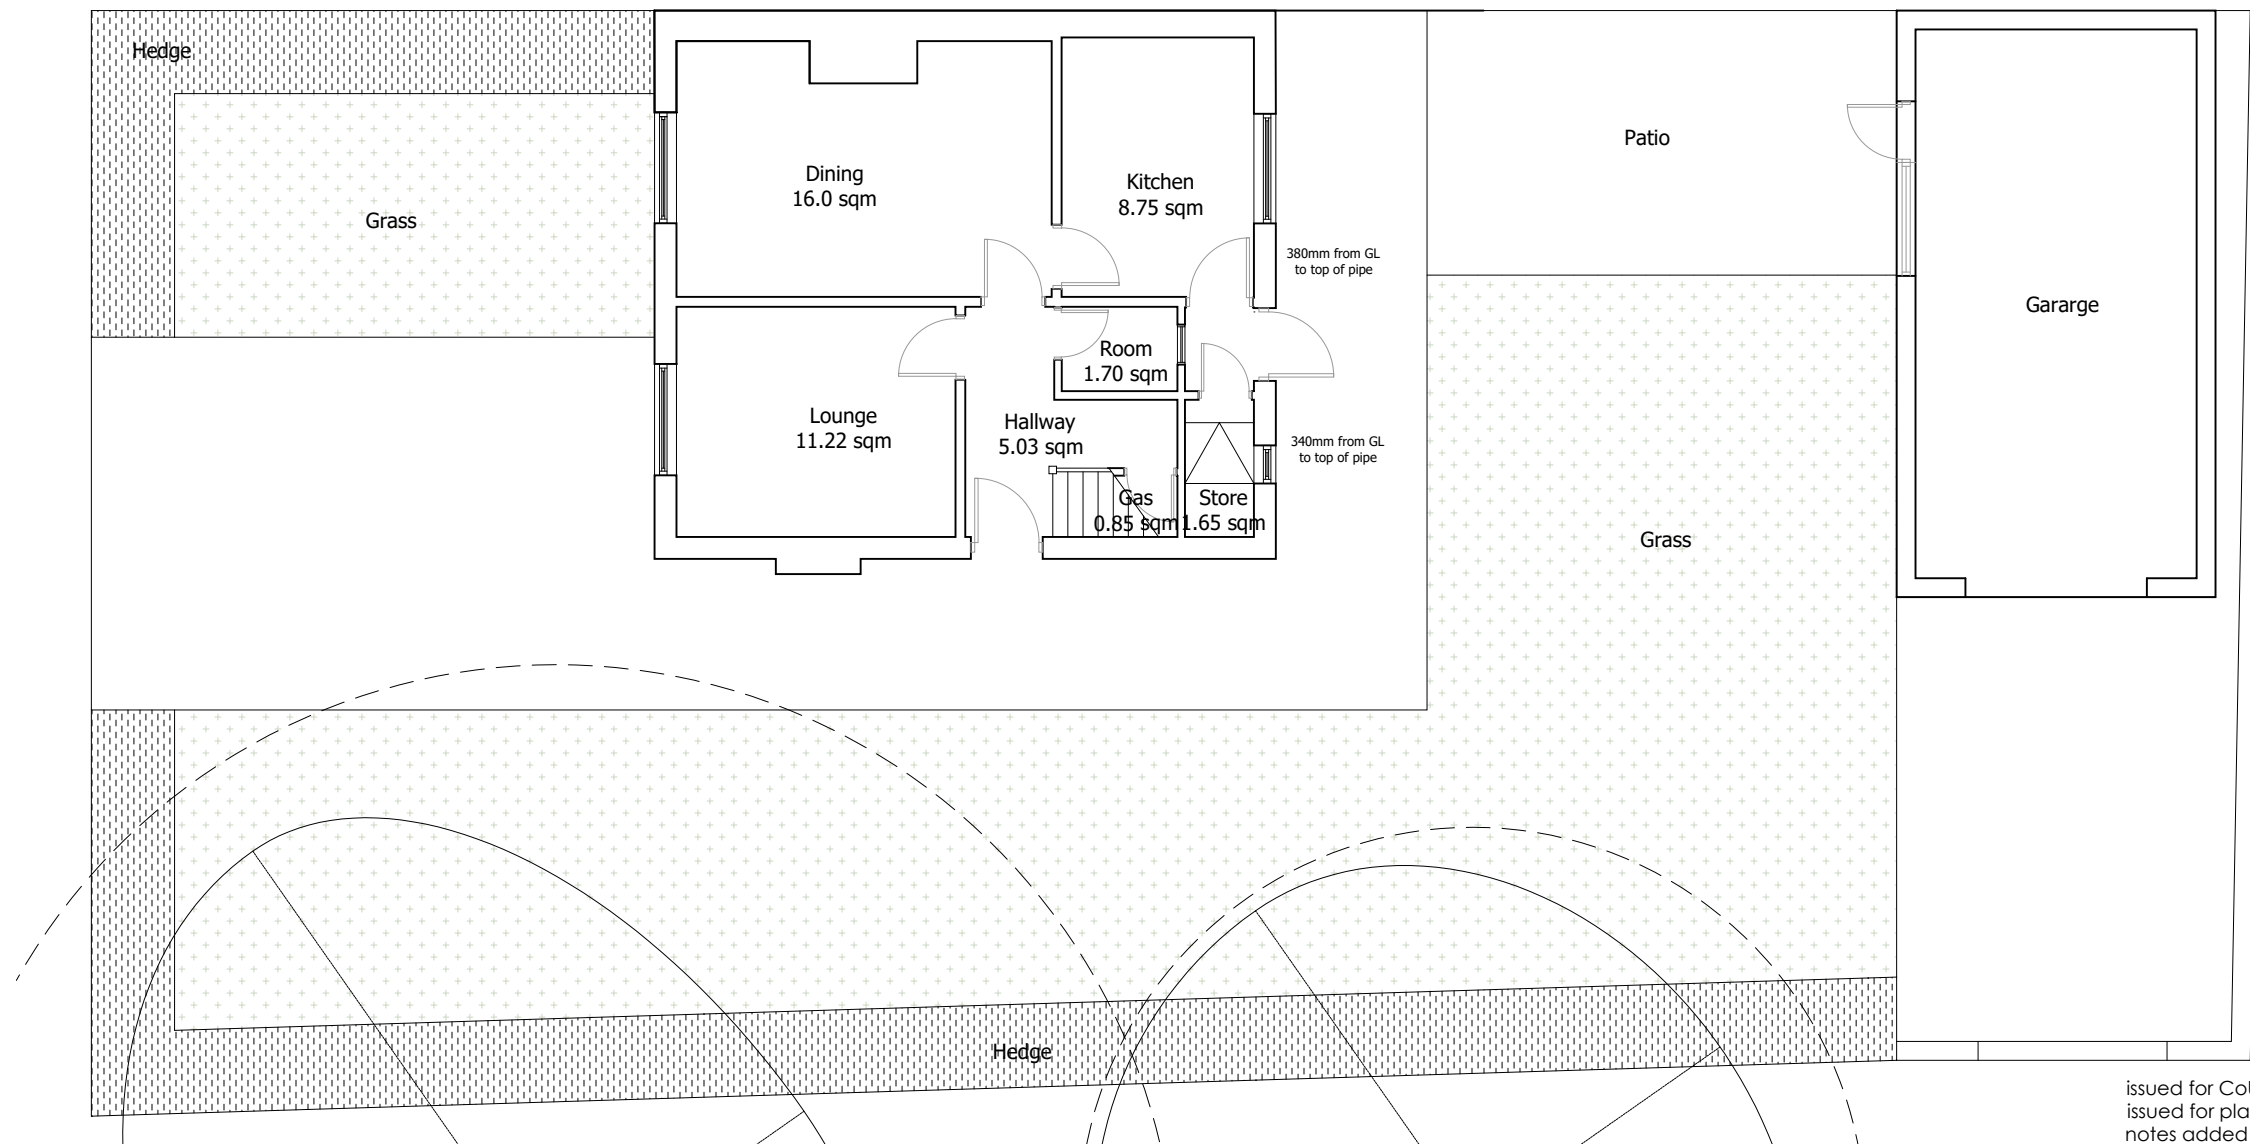 Hedge
Grass
Dining
16.0 sqm
Kitchen
8.75 sqm
Patio
380mm from GL
to top of pipe
Gararge
Room
1.70 sqm
Lounge
11.22 sqm
Hallway
5.03 sqm
340mm from GL
to top of pipe
Gas
0.85 sqm
Store
1.65 sqm
Grass
Hedge
issued for
issued for
notes added